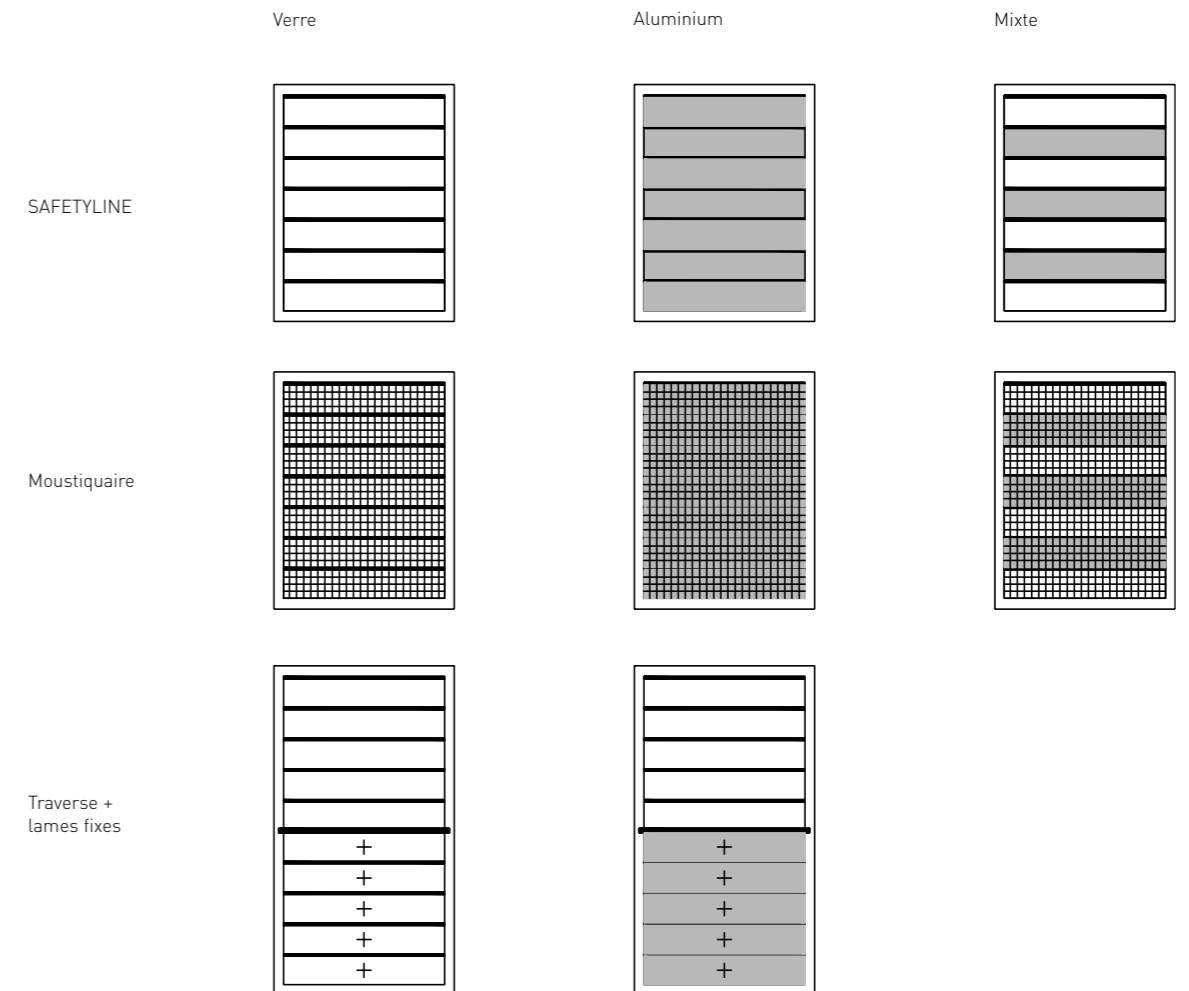 Verre
Aluminium
Mixte
SAFETYLINE
Moustiquaire
Traverse +
lames fixes
+
+
+
+
+
+
+
+
+
+